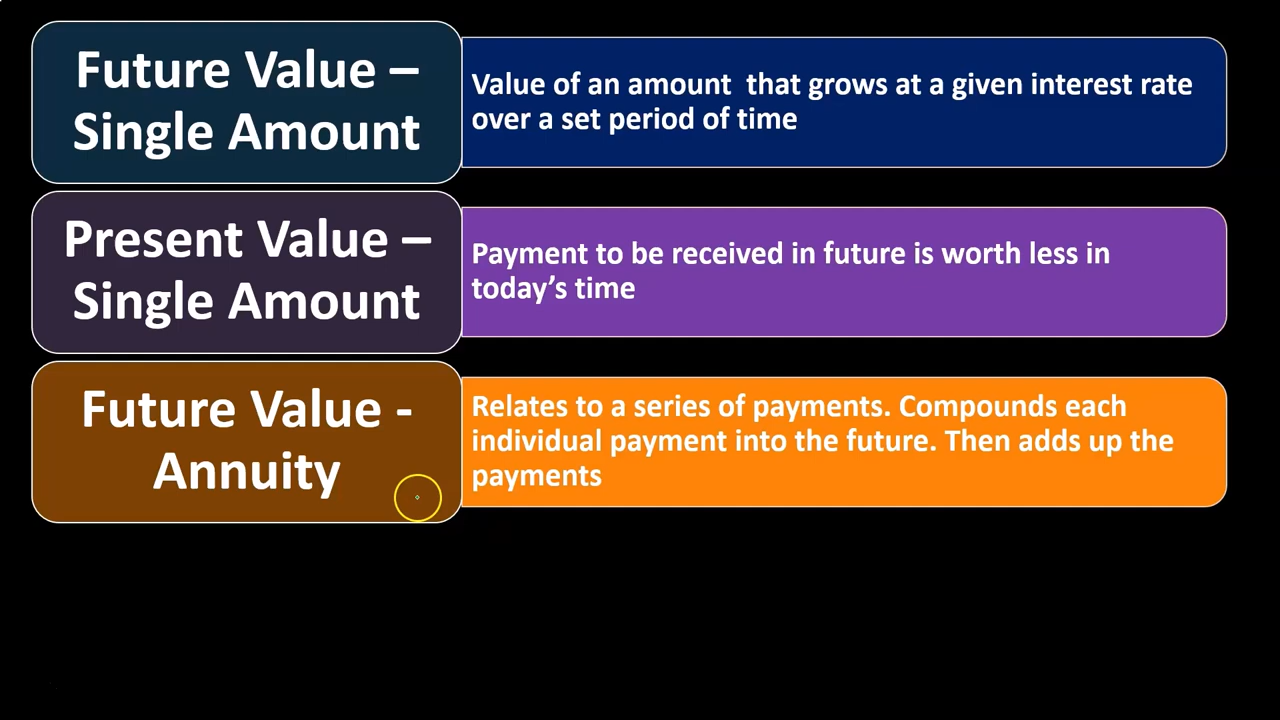 Future Value –
Single Amount
Value of an amount  that grows at a given interest rate
over a set period of time
Present Value –
Single Amount
Payment to be received in future is worth less in
today’s time
Future Value -
Annuity
Relates to a series of payments. Compounds each
individual payment into the future. Then adds up the
payments